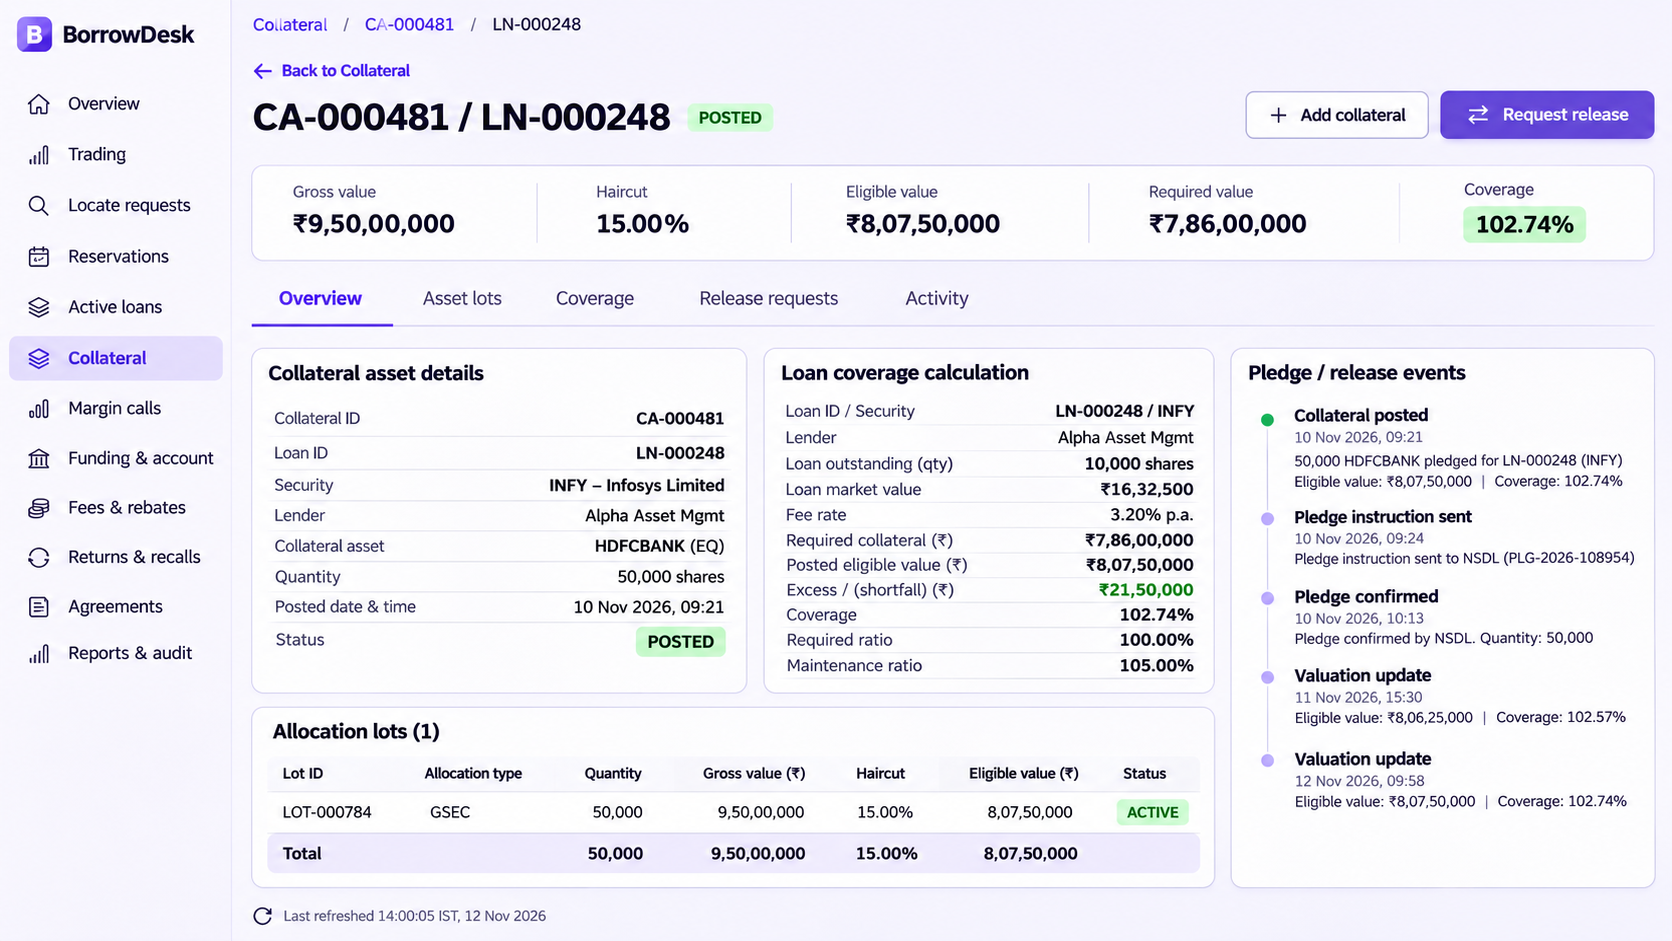 B BorrowDesk
Overview
Trading
Locate requests
Reservations
Active loans
Collateral
Margin calls
Funding & account
Fees & rebates
Returns & recalls
Agreements
Reports & audit
Collateral / CA-000481 / LN-000248
← Back to Collateral
CA-000481 / LN-000248 POSTED
+ Add collateral
Request release
Gross value
₹9,50,00,000
Haircut
15.00%
Eligible value
₹8,07,50,000
Required value
₹7,86,00,000
Coverage
102.74%
Overview Asset lots Coverage Release requests Activity
Collateral asset details
Collateral ID CA-000481
Loan ID LN-000248
Security INFY – Infosys Limited
Lender Alpha Asset Mgmt
Collateral asset HDFCBANK (EQ)
Quantity 50,000 shares
Posted date & time 10 Nov 2026, 09:21
Status POSTED
Loan coverage calculation
Loan ID / Security LN-000248 / INFY
Lender Alpha Asset Mgmt
Loan outstanding (qty) 10,000 shares
Loan market value ₹16,32,500
Fee rate 3.20% p.a.
Required collateral (₹) ₹7,86,00,000
Posted eligible value (₹) ₹8,07,50,000
Excess / (shortfall) (₹) ₹21,50,000
Coverage 102.74%
Required ratio 100.00%
Maintenance ratio 105.00%
Pledge / release events
Collateral posted
10 Nov 2026, 09:21
50,000 HDFCBANK pledged for LN-000248 (INFY)
Eligible value: ₹8,07,50,000 | Coverage: 102.74%
Pledge instruction sent
10 Nov 2026, 09:24
Pledge instruction sent to NSDL (PLG-2026-108954)
Pledge confirmed
10 Nov 2026, 10:13
Pledge confirmed by NSDL. Quantity: 50,000
Valuation update
11 Nov 2026, 15:30
Eligible value: ₹8,06,25,000 | Coverage: 102.57%
Valuation update
12 Nov 2026, 09:58
Eligible value: ₹8,07,50,000 | Coverage: 102.74%
Allocation lots (1)
Lot ID Allocation type Quantity Gross value (₹) Haircut Eligible value (₹) Status
LOT-000784 GSEC 50,000 9,50,00,000 15.00% 8,07,50,000 ACTIVE
Total 50,000 9,50,00,000 15.00% 8,07,50,000
Last refreshed 14:00:05 IST, 12 Nov 2026